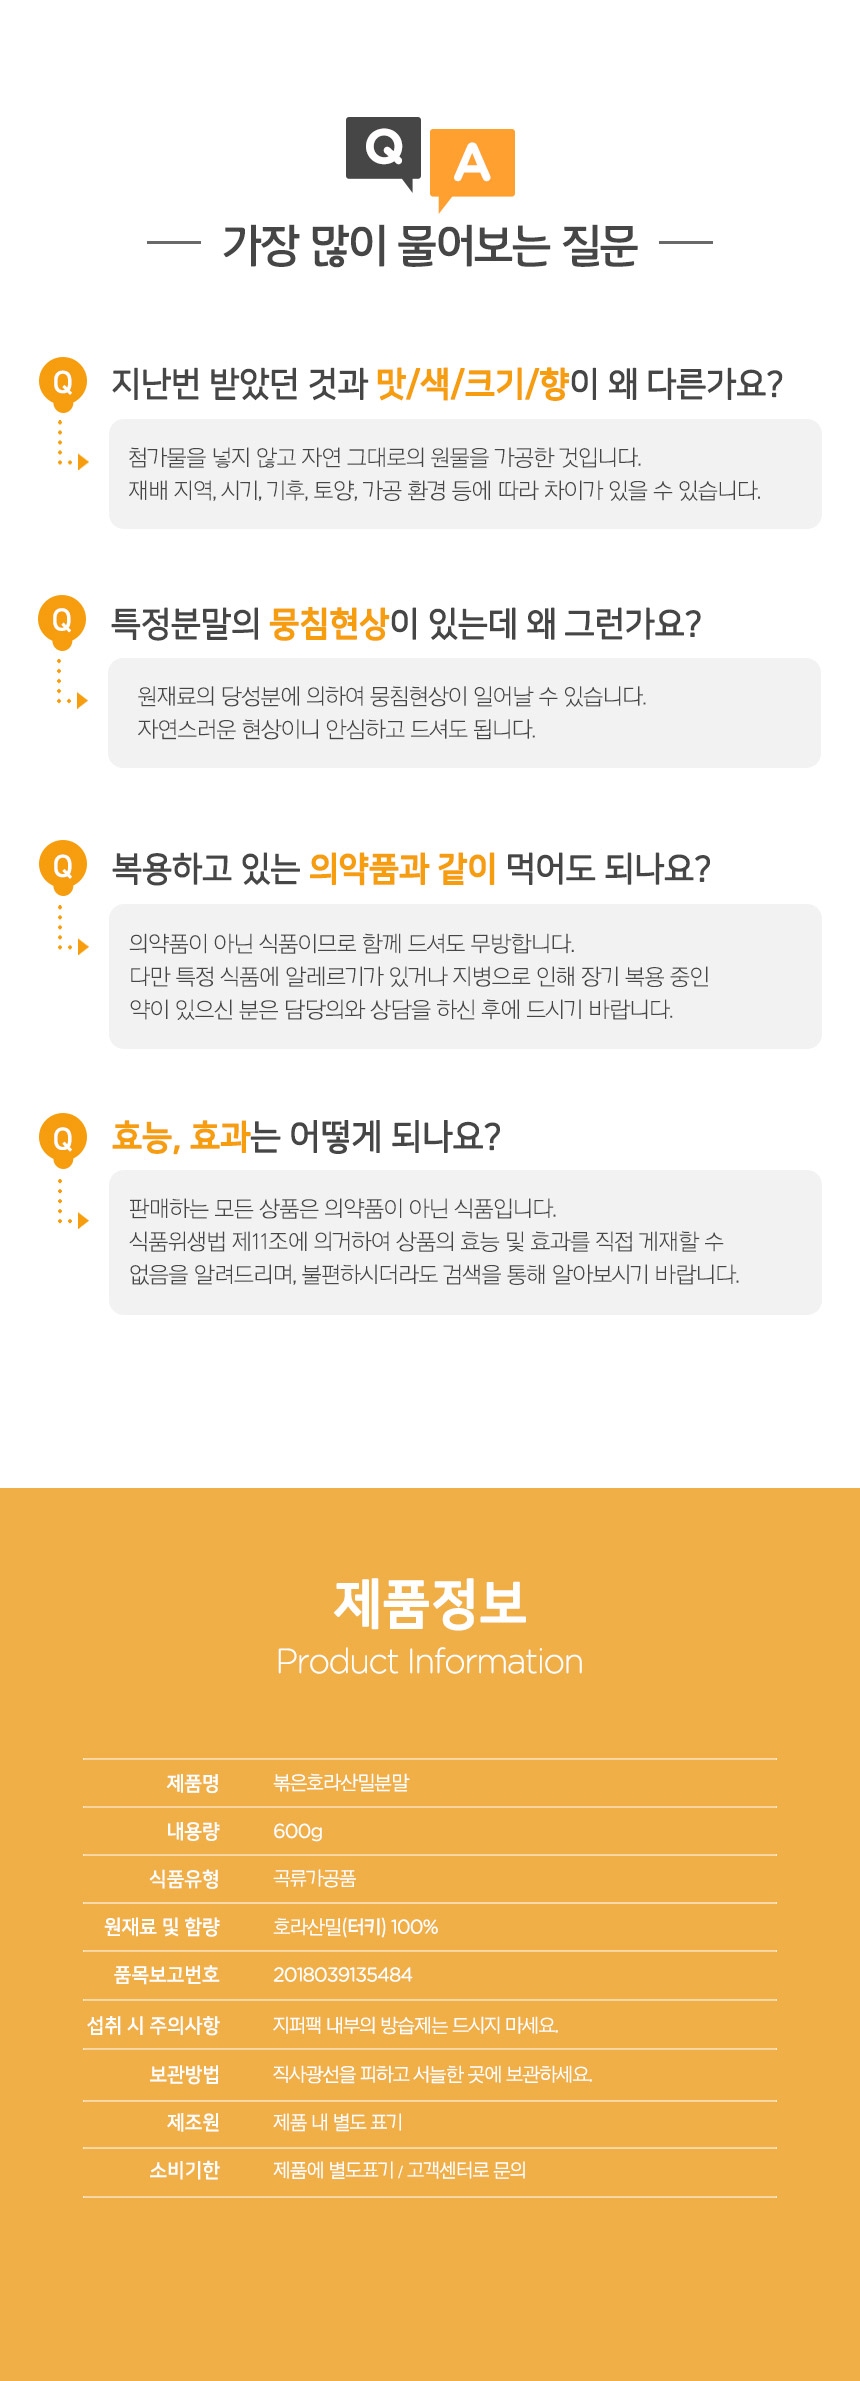 Q A
가장 많이 물어보는 질문
Q 지난번 받았던 것과 맛/색/크기/향이 왜 다른가요?
첨가물을 넣지 않고 자연 그대로의 원물을 가공한 것입니다.
재배 지역, 시기, 기후, 토양, 가공 환경 등에 따라 차이가 있을 수 있습니다.
Q 특정분말의 뭉침현상이 있는데 왜 그런가요?
원재료의 당성분에 의하여 뭉침현상이 일어날 수 있습니다.
자연스러운 현상이니 안심하고 드셔도 됩니다.
Q 복용하고 있는 의약품과 같이 먹어도 되나요?
의약품이 아닌 식품이므로 함께 드셔도 무방합니다.
다만 특정 식품에 알레르기가 있거나 지병으로 인해 장기 복용 중인
약이 있으신 분은 담당의와 상담을 하신 후에 드시기 바랍니다.
Q 효능, 효과는 어떻게 되나요?
판매하는 모든 상품은 의약품이 아닌 식품입니다.
식품위생법 제11조에 의거하여 상품의 효능 및 효과를 직접 게재할 수
없음을 알려드리며, 불편하시더라도 검색을 통해 알아보시기 바랍니다.
제품정보
Product Information
제품명 볶은호라산밀분말
내용량 600g
식품유형 곡류가공품
원재료 및 함량 호라산밀(터키) 100%
품목보고번호 2018039135484
섭취 시 주의사항 지퍼팩 내부의 방습제는 드시지 마세요.
보관방법 직사광선을 피하고 서늘한 곳에 보관하세요.
제조원 제품 내 별도 표기
소비기한 제품에 별도표기 / 고객센터로 문의